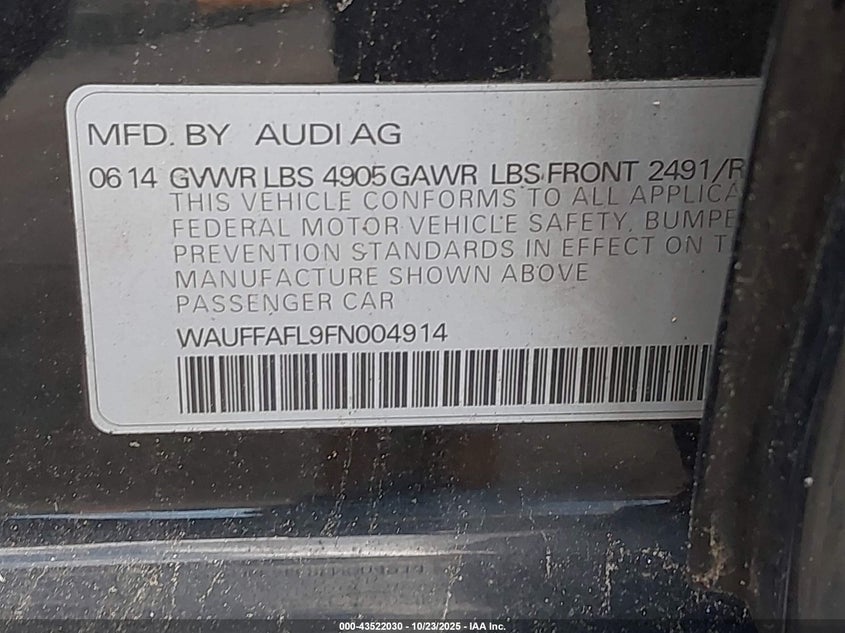 MFD. BY AUDI AG
06 14 GVWR LBS 4905 GAWR LBS FRONT 2491/R
THIS VEHICLE CONFORMS TO ALL APPLICA
FEDERAL MOTOR VEHICLE SAFETY, BUMPE
PREVENTION STANDARDS IN EFFECT ON T
MANUFACTURE SHOWN ABOVE
PASSENGER CAR
WAUFFAFL9FN004914
000-43522030 - 10/23/2025 - IAA Inc.